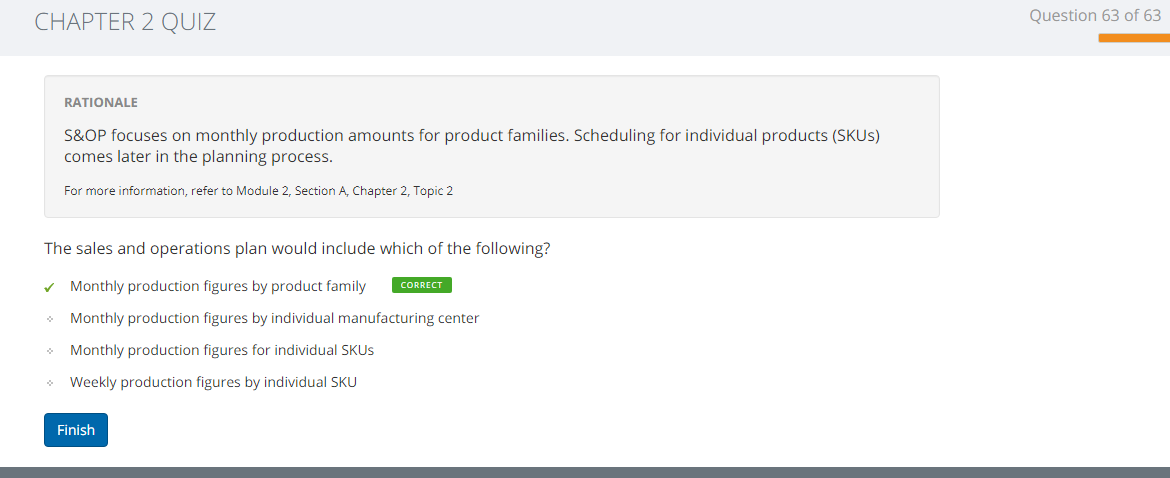 CHAPTER 2 QUIZ
Question 63 of 63
RATIONALE
S&OP focuses on monthly production amounts for product families. Scheduling for individual products (SKUs)
comes later in the planning process.
For more information, refer to Module 2, Section A, Chapter 2, Topic 2
The sales and operations plan would include which of the following?
Monthly production figures by product family CORRECT
Monthly production figures by individual manufacturing center
Monthly production figures for individual SKUs
Weekly production figures by individual SKU
Finish